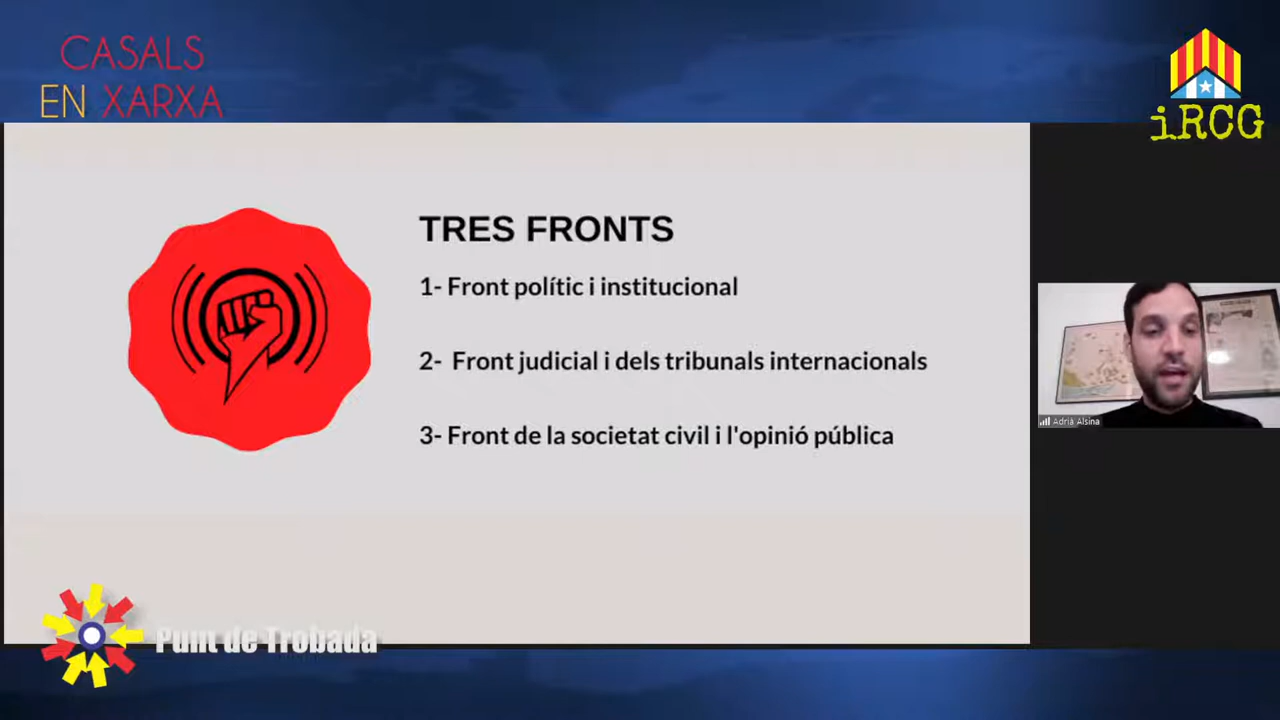 CASALS
EN XARXA
iRCG
TRES FRONTS
1- Front polític i institucional
2- Front judicial i dels tribunals internacionals
3- Front de la societat civil i l'opinió pública
Adrià Alsina
Punt de Trobada